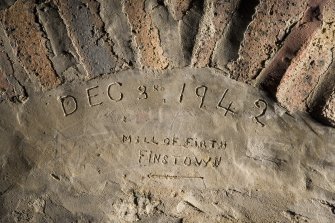 DEC 3RD 1942
MILL OF FIRTH
FINSTOWN